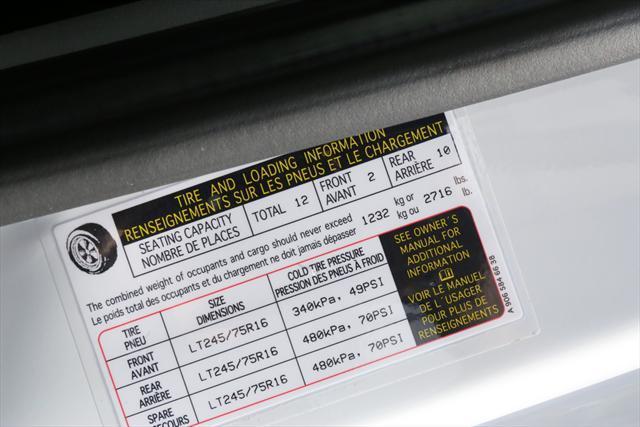 TIRE AND LOADING INFORMATION
RENSEIGNEMENTS SUR LES PNEUS ET LE CHARGEMENT
SEATING CAPACITY
NOMBRE DE PLACES
TOTAL 12
FRONT
AVANT 2
REAR
ARRIÈRE 10
The combined weight of occupants and cargo should never exceed
Le poids total des occupants et du chargement ne doit jamais dépasser
1232 kg or
kg ou
2716 lbs.
lb.
TIRE
PNEU
SIZE
DIMENSIONS
COLD TIRE PRESSURE
PRESSION DES PNEUS À FROID
FRONT
AVANT
LT245/75R16
340kPa, 49PSI
REAR
ARRIÈRE
LT245/75R16
480kPa, 70PSI
SPARE
SECOURS
LT245/75R16
480kPa, 70PSI
SEE OWNER'S
MANUAL FOR
ADDITIONAL
INFORMATION
VOIR LE MANUEL
DE L' USAGER
POUR PLUS DE
RENSEIGNEMENTS
A 906 584 66 38